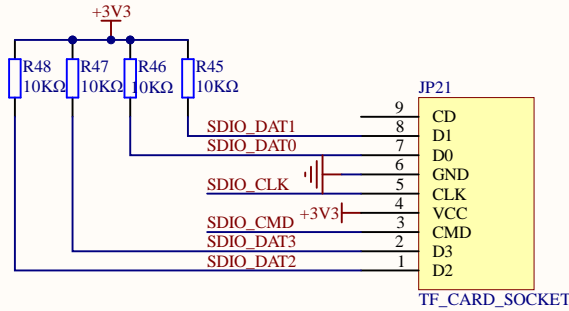 +3V3
R48
10KΩ
R47
10KΩ
R46
10KΩ
R45
10KΩ
JP21
9 CD
SDIO_DAT1 8 D1
SDIO_DAT0 7 D0
6 GND
SDIO_CLK 5 CLK
+3V3 4 VCC
SDIO_CMD 3 CMD
SDIO_DAT3 2 D3
SDIO_DAT2 1 D2
TF_CARD_SOCKET